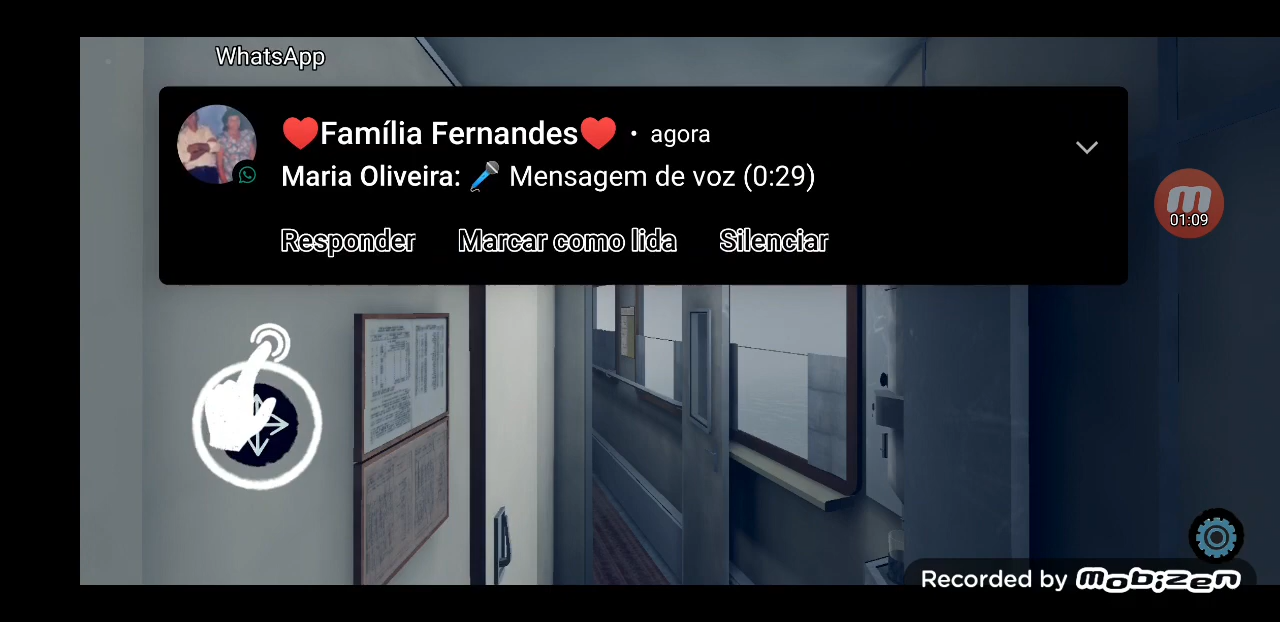 WhatsApp
❤️Família Fernandes❤️ • agora
Maria Oliveira: 🎤 Mensagem de voz (0:29)
Responder Marcar como lida Silenciar
01:09
Recorded by mobizen